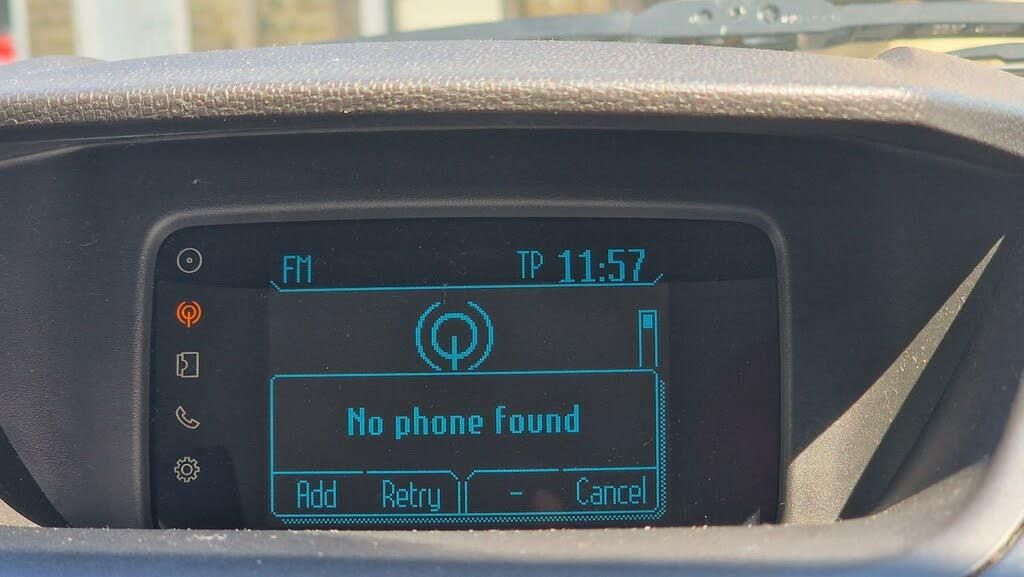 FM TP 11:57
No phone found
Add Retry - Cancel